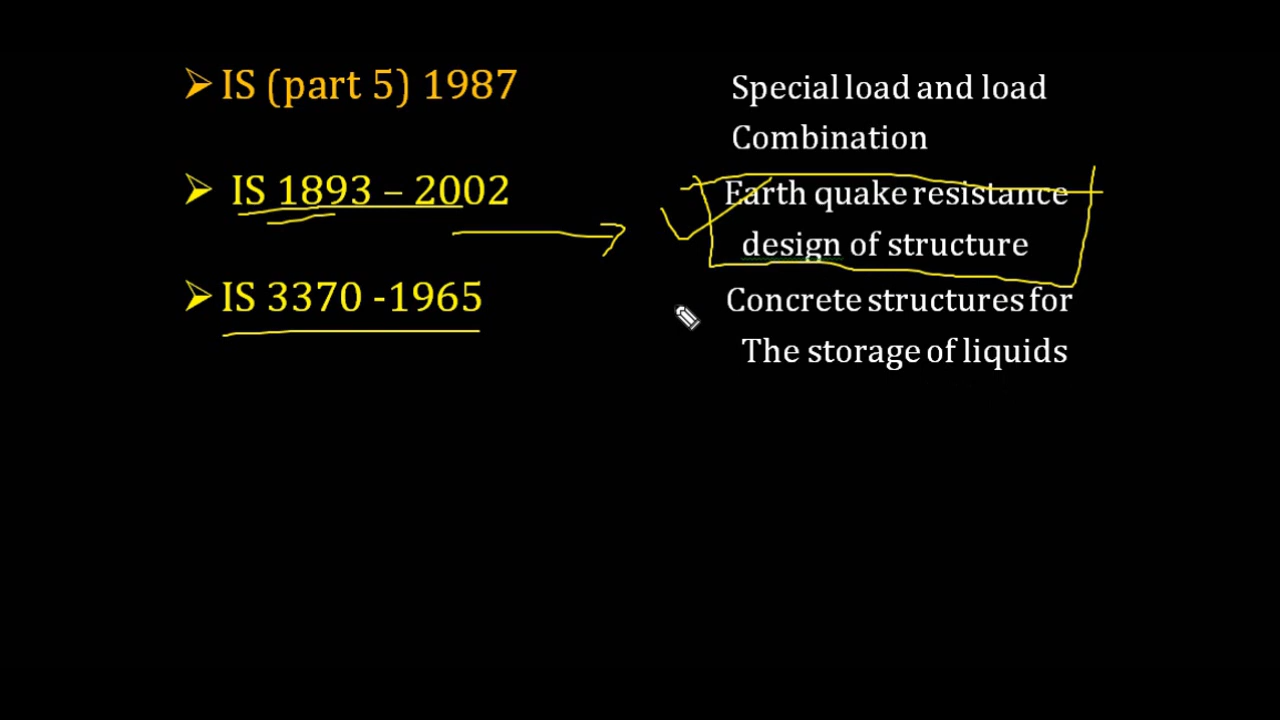 ➢ IS (part 5) 1987 Special load and load
Combination
➢ IS 1893 – 2002 Earth quake resistance
design of structure
➢ IS 3370 -1965 Concrete structures for
The storage of liquids